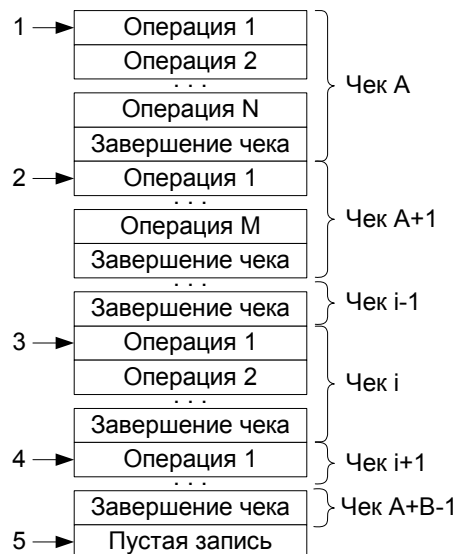 1
Операция 1
Операция 2
. . .
Операция N
Завершение чека
Чек A
2
Операция 1
. . .
Операция M
Завершение чека
Чек A+1
. . .
Завершение чека
Чек i-1
3
Операция 1
Операция 2
. . .
Завершение чека
Чек i
4
Операция 1
Чек i+1
. . .
Завершение чека
Чек A+B-1
5
Пустая запись